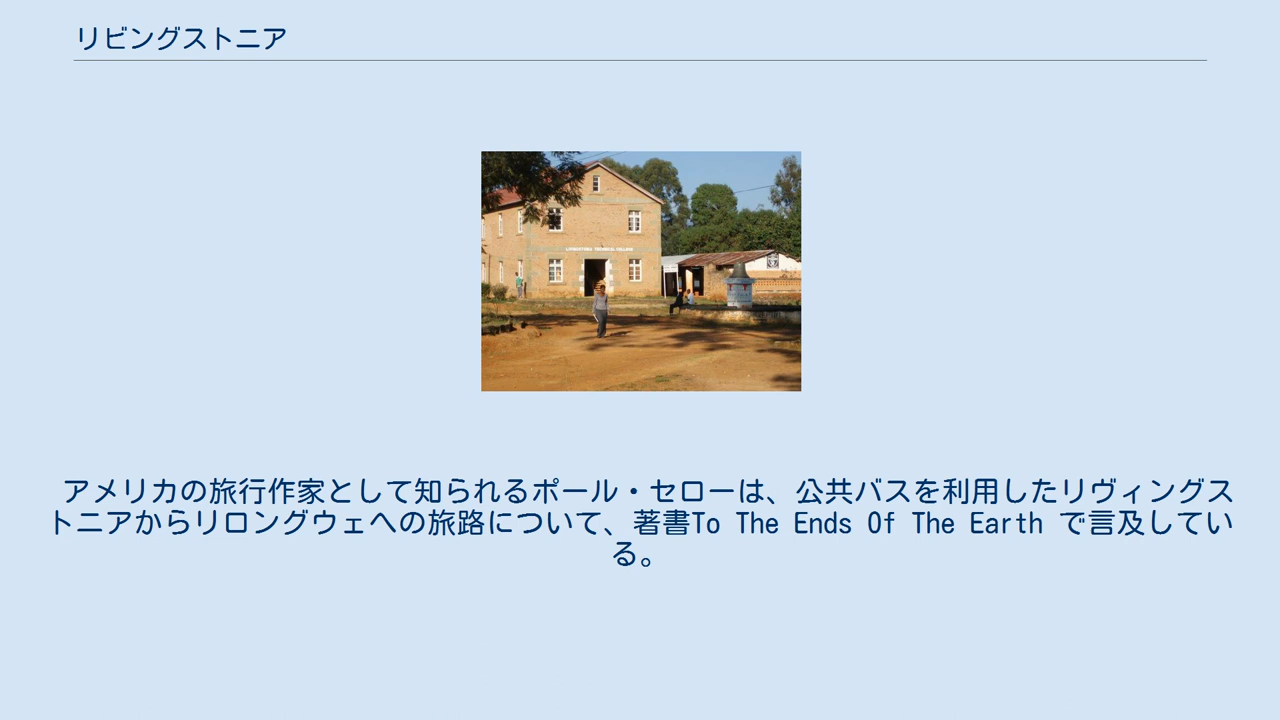 リビングストニア
LIVINGSTONIA TECHNICAL COLLEGE
アメリカの旅行作家として知られるポール・セローは、公共バスを利用したリヴィングス
トニアからリロングウェへの旅路について、著書To The Ends Of The Earth で言及してい
る。